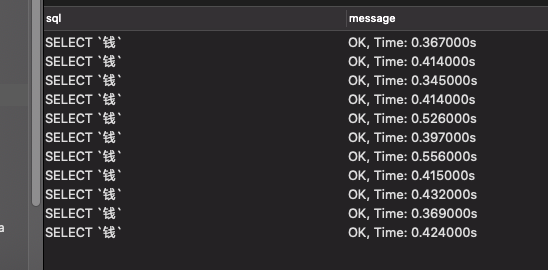 sql message
SELECT `钱` OK, Time: 0.367000s
SELECT `钱` OK, Time: 0.414000s
SELECT `钱` OK, Time: 0.345000s
SELECT `钱` OK, Time: 0.414000s
SELECT `钱` OK, Time: 0.526000s
SELECT `钱` OK, Time: 0.397000s
SELECT `钱` OK, Time: 0.556000s
SELECT `钱` OK, Time: 0.415000s
SELECT `钱` OK, Time: 0.432000s
SELECT `钱` OK, Time: 0.369000s
a SELECT `钱` OK, Time: 0.424000s